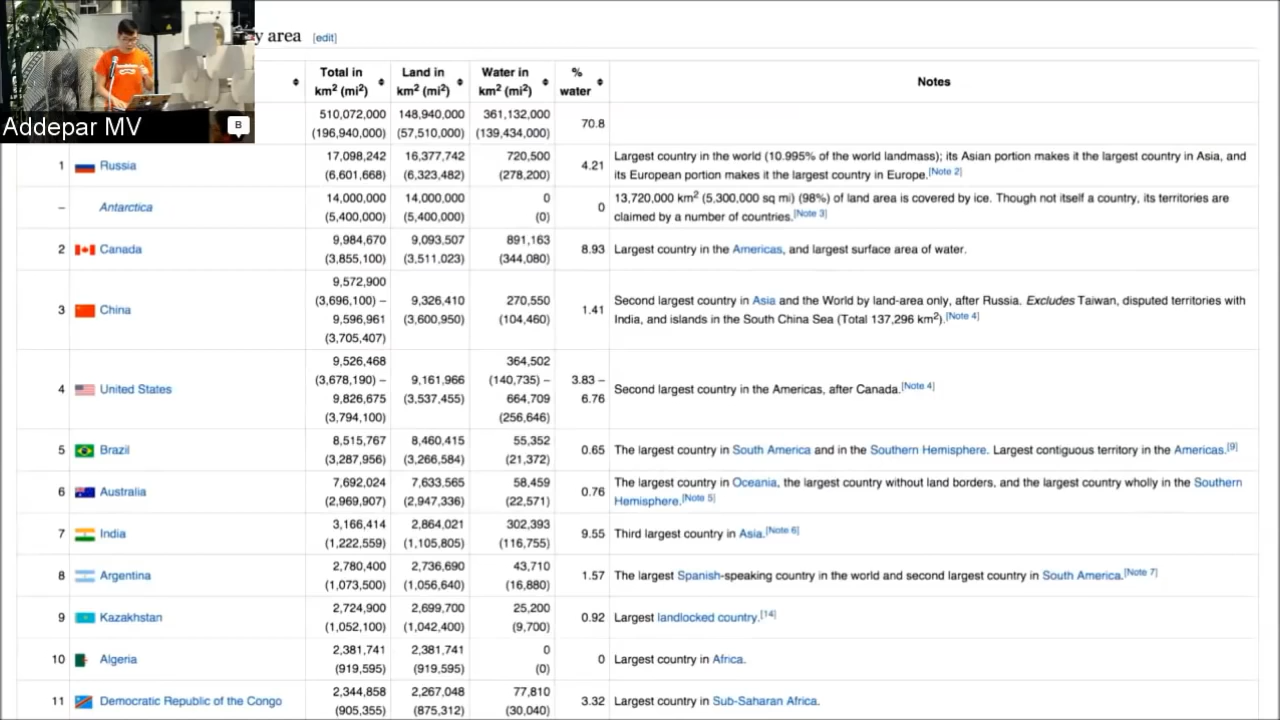 y area [edit]
Total in km² (mi²) Land in km² (mi²) Water in km² (mi²) % water Notes
510,072,000 148,940,000 361,132,000
(196,940,000) (57,510,000) (139,434,000) 70.8
Addepar MV B
1 Russia 17,098,242 16,377,742 720,500 4.21 Largest country in the world (10.995% of the world landmass); its Asian portion makes it the largest country in Asia, and
(6,601,668) (6,323,482) (278,200) its European portion makes it the largest country in Europe.[Note 2]
– Antarctica 14,000,000 14,000,000 0 0 13,720,000 km² (5,300,000 sq mi) (98%) of land area is covered by ice. Though not itself a country, its territories are
(5,400,000) (5,400,000) (0) claimed by a number of countries.[Note 3]
2 Canada 9,984,670 9,093,507 891,163 8.93 Largest country in the Americas, and largest surface area of water.
(3,855,100) (3,511,023) (344,080)
9,572,900
3 China (3,696,100) – 9,326,410 270,550 1.41 Second largest country in Asia and the World by land-area only, after Russia. Excludes Taiwan, disputed territories with
9,596,961 (3,600,950) (104,460) India, and islands in the South China Sea (Total 137,296 km²).[Note 4]
(3,705,407)
9,526,468 364,502
4 United States (3,678,190) – 9,161,966 (140,735) – 3.83 – Second largest country in the Americas, after Canada.[Note 4]
9,826,675 (3,537,455) 664,709 6.76
(3,794,100) (256,646)
5 Brazil 8,515,767 8,460,415 55,352 0.65 The largest country in South America and in the Southern Hemisphere. Largest contiguous territory in the Americas.[9]
(3,287,956) (3,266,584) (21,372)
6 Australia 7,692,024 7,633,565 58,459 0.76 The largest country in Oceania, the largest country without land borders, and the largest country wholly in the Southern
(2,969,907) (2,947,336) (22,571) Hemisphere.[Note 5]
7 India 3,166,414 2,864,021 302,393 9.55 Third largest country in Asia.[Note 6]
(1,222,559) (1,105,805) (116,755)
8 Argentina 2,780,400 2,736,690 43,710 1.57 The largest Spanish-speaking country in the world and second largest country in South America.[Note 7]
(1,073,500) (1,056,640) (16,880)
9 Kazakhstan 2,724,900 2,699,700 25,200 0.92 Largest landlocked country.[14]
(1,052,100) (1,042,400) (9,700)
10 Algeria 2,381,741 2,381,741 0 0 Largest country in Africa.
(919,595) (919,595) (0)
11 Democratic Republic of the Congo 2,344,858 2,267,048 77,810 3.32 Largest country in Sub-Saharan Africa.
(905,355) (875,312) (30,040)